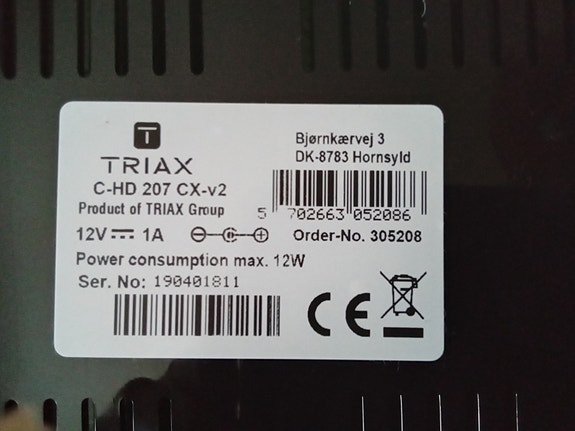 T
TRIAX
C-HD 207 CX-v2
Product of TRIAX Group
12V 1A
Power consumption max. 12W
Ser. No: 190401811
Bjørnkærvej 3
DK-8783 Hornsyld
5 702663 052086
Order-No. 305208
CE